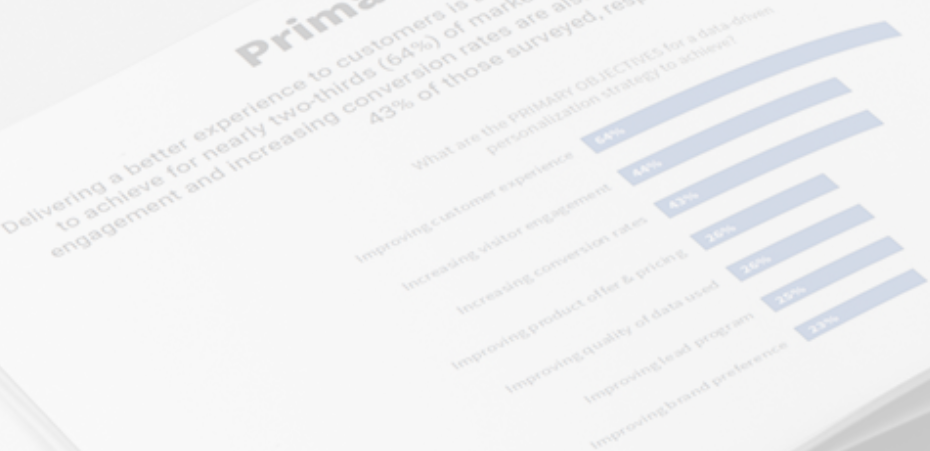 Prima
Delivering a better experience to customers is
to achieve for nearly two-thirds (64%) of marke
engagement and increasing conversion rates are als
43% of those surveyed, resp
What are the PRIMARY OBJECTIVES for a data-driven
personalization strategy to achieve?
Improving customer experience 64%
Increasing visitor engagement 44%
Increasing conversion rates 43%
Improving product offer & pricing 26%
Improving quality of data used 26%
Improving lead program 25%
Improving brand preference 23%